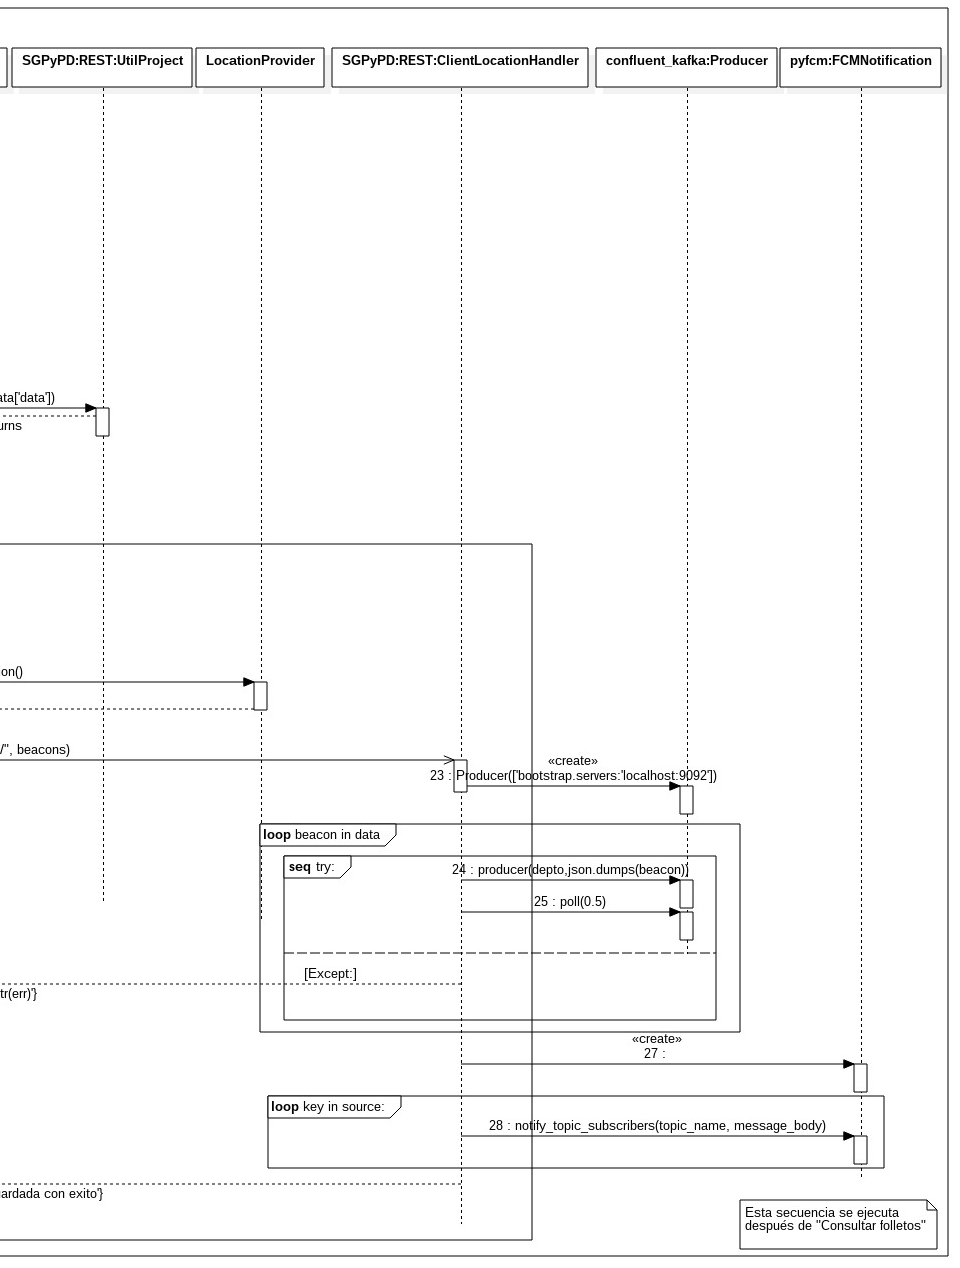 SGPyPD:REST:UtilProject
LocationProvider
SGPyPD:REST:ClientLocationHandler
confluent_kafka:Producer
pyfcm:FCMNotification
ata['data'])
urns
on()
/", beacons)
«create»
23 : Producer(['bootstrap.servers:'localhost:9092'])
loop beacon in data
seq try:
24 : producer(depto,json.dumps(beacon))
25 : poll(0.5)
[Except:]
tr(err)'}
«create»
27 :
loop key in source:
28 : notify_topic_subscribers(topic_name, message_body)
ardada con exito'}
Esta secuencia se ejecuta
después de "Consultar folletos"